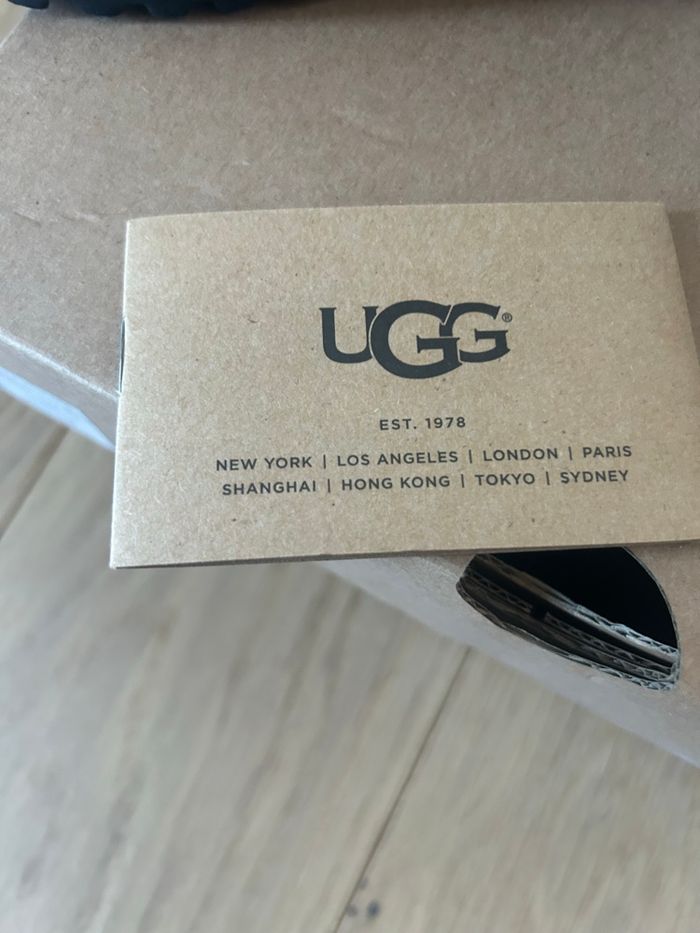 UGG®
EST. 1978
NEW YORK | LOS ANGELES | LONDON | PARIS
SHANGHAI | HONG KONG | TOKYO | SYDNEY